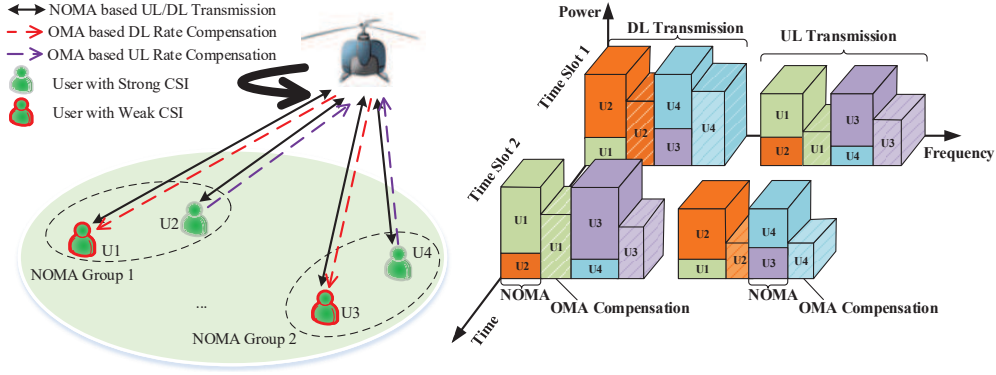 NOMA based UL/DL Transmission
OMA based DL Rate Compensation
OMA based UL Rate Compensation
User with Strong CSI
User with Weak CSI
U1
U2
U3
U4
NOMA Group 1
...
NOMA Group 2
Power
DL Transmission
UL Transmission
Time Slot 1
U2
U1
U2
U4
U3
U4
U1
U2
U1
U3
U4
U3
Frequency
Time Slot 2
U1
U2
U1
U3
U4
U3
U2
U1
U2
U4
U3
U4
NOMA
OMA Compensation
NOMA
OMA Compensation
Time